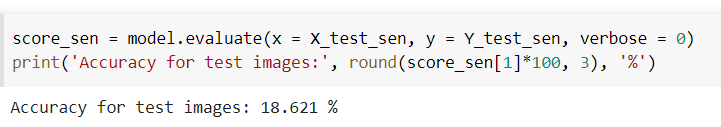 score_sen = model.evaluate(x = X_test_sen, y = Y_test_sen, verbose = 0)
print('Accuracy for test images:', round(score_sen[1]*100, 3), '%')
Accuracy for test images: 18.621 %